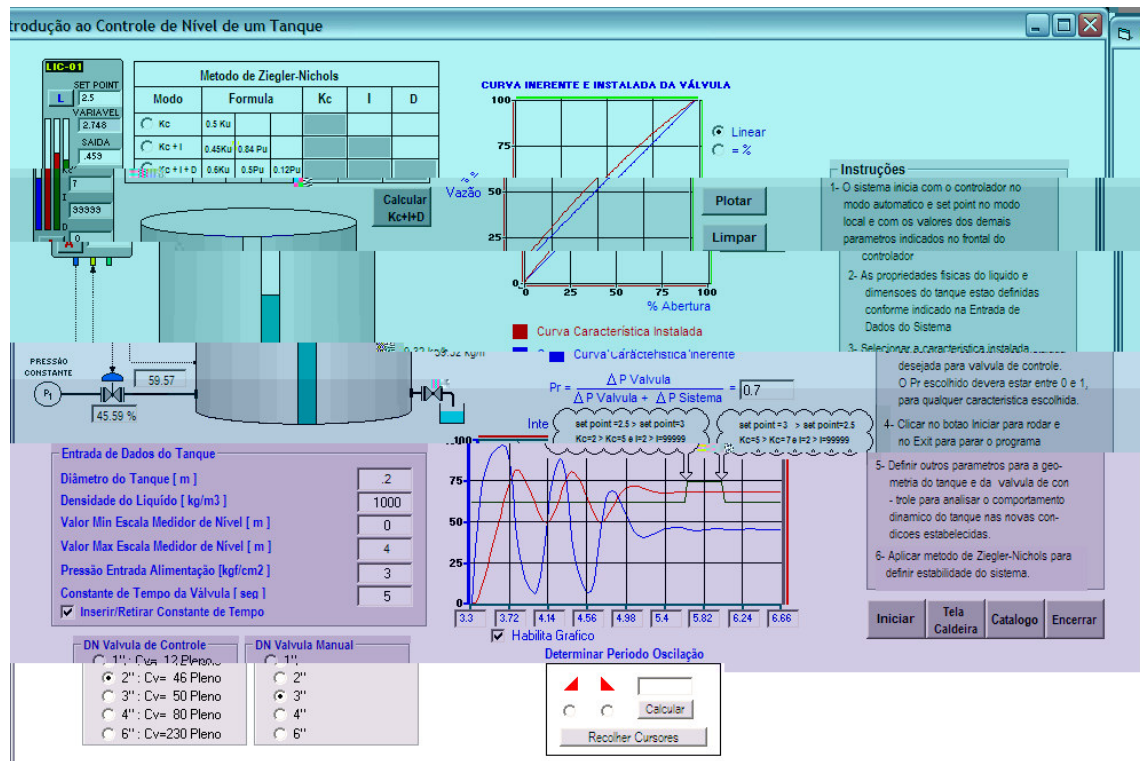 trodução ao Controle de Nível de um Tanque
LIC-01
SET POINT
L 2.5
VARIAVEL
2.748
SAIDA
.459
7
I
99999
D
0
A
Metodo de Ziegler-Nichols
Modo Formula Kc I D
Kc 0.5 Ku
Kc + I 0.45Ku 0.84 Pu
Kc + I + D 0.6Ku 0.5Pu 0.12Pu
Calcular
Kc+I+D
CURVA INERENTE E INSTALADA DA VÁLVULA
100
75
Vazão 50
25
0 25 50 75 100
% Abertura
Linear
= %
Plotar
Limpar
Curva Característica Instalada
Curva Característica Inerente
Pr = Δ P Valvula = 0.7
Δ P Valvula + Δ P Sistema
PRESSÃO
CONSTANTE
P1
59.57
45.59 %
Inte
set point =2.5 > set point=3
Kc=2 > Kc=5 e I=2 > I=99999
set point =3 > set point=2.5
Kc=5 > Kc=7 e I=2 > I=99999
100
75
50
25
0
3.3 3.72 4.14 4.56 4.98 5.4 5.82 6.24 6.66
Habilita Grafico
Entrada de Dados do Tanque
Diâmetro do Tanque [ m ] .2
Densidade do Liquído [ kg/m3 ] 1000
Valor Min Escala Medidor de Nível [ m ] 0
Valor Max Escala Medidor de Nível [ m ] 4
Pressão Entrada Alimentação [kgf/cm2 ] 3
Constante de Tempo da Válvula [ seg ] 5
Inserir/Retirar Constante de Tempo
DN Valvula de Controle
1" : Cv= 12 Pleno
2" : Cv= 46 Pleno
3" : Cv= 50 Pleno
4" : Cv= 80 Pleno
6" : Cv=230 Pleno
DN Valvula Manual
1"
2"
3"
4"
6"
Determinar Periodo Oscilação
Calcular
Recolher Cursores
Instruções
1- O sistema inicia com o controlador no
modo automatico e set point no modo
local e com os valores dos demais
parametros indicados no frontal do
controlador
2- As propriedades fisicas do liquido e
dimensoes do tanque estao definidas
conforme indicado na Entrada de
Dados do Sistema
3- Selecionar a caracteristica instalada
desejada para valvula de controle.
O Pr escolhido devera estar entre 0 e 1,
para qualquer caracteristica escolhida.
4- Clicar no botao Iniciar para rodar e
no Exit para parar o programa
5- Definir outros parametros para a geo-
metria do tanque e da valvula de con
- trole para analisar o comportamento
dinamico do tanque nas novas con-
dicoes estabelecidas.
6- Aplicar metodo de Ziegler-Nichols para
definir estabilidade do sistema.
Iniciar
Tela
Caldeira
Catalogo
Encerrar